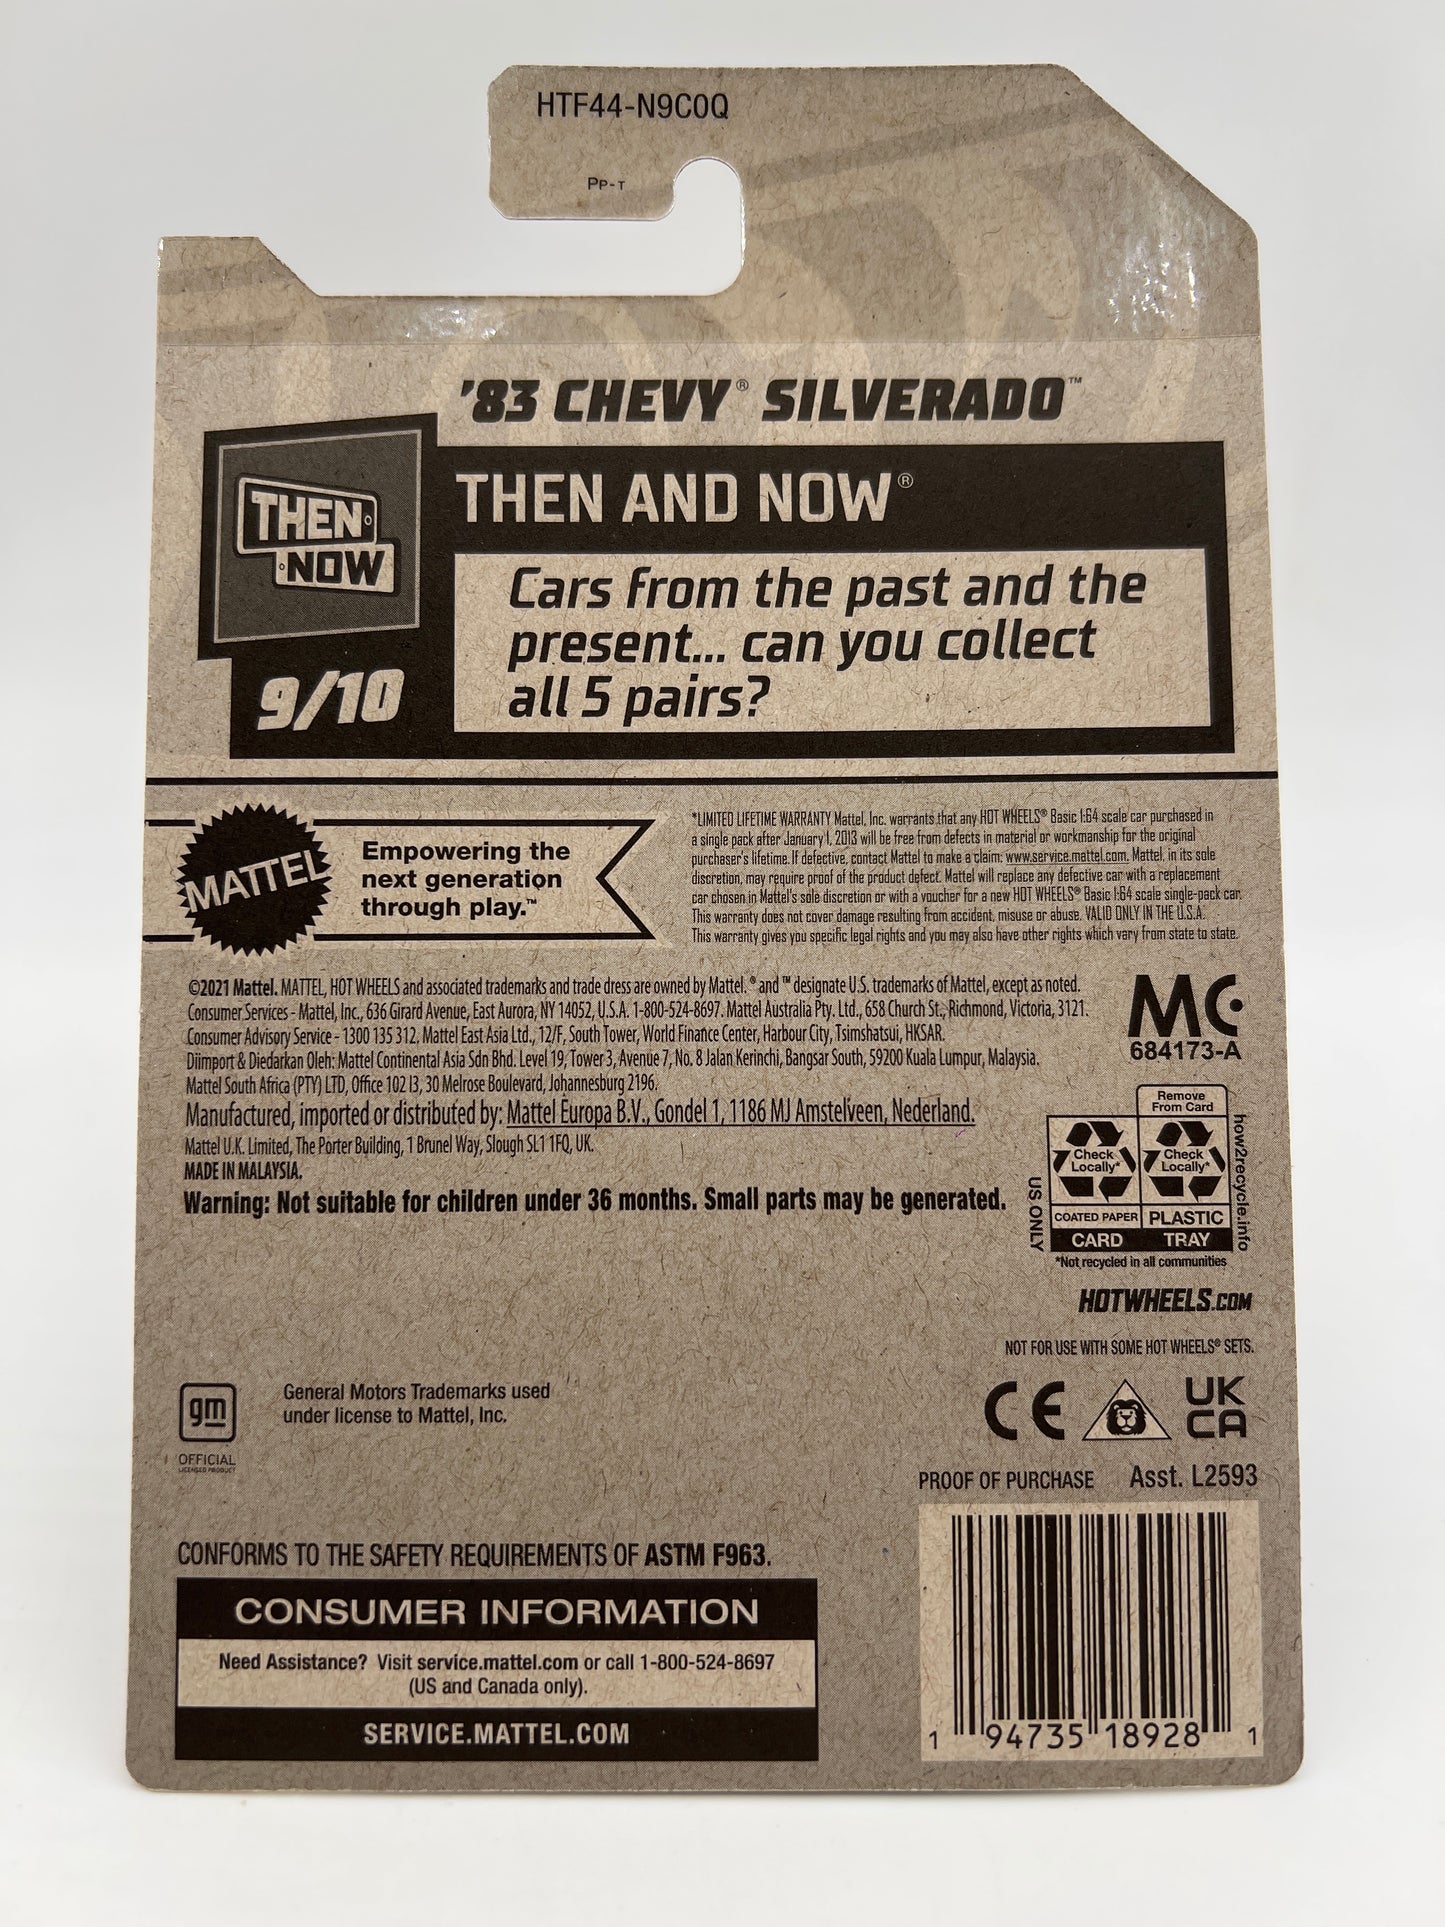 HTF44-N9C0Q
PP-T
'83 CHEVY® SILVERADO™
THEN AND NOW®
THEN
NOW
Cars from the past and the
present... can you collect
all 5 pairs?
9/10
MATTEL
Empowering the
next generation
through play.™
*LIMITED LIFETIME WARRANTY Mattel, Inc. warrants that any HOT WHEELS® Basic 1:64 scale car purchased in
a single pack after January 1, 2013 will be free from defects in material or workmanship for the original
purchaser's lifetime. If defective, contact Mattel to make a claim: www.service.mattel.com. Mattel, in its sole
discretion, may require proof of the product defect. Mattel will replace any defective car with a replacement
car chosen in Mattel's sole discretion or with a voucher for a new HOT WHEELS® Basic 1:64 scale single-pack car.
This warranty does not cover damage resulting from accident, misuse or abuse. VALID ONLY IN THE U.S.A.
This warranty gives you specific legal rights and you may also have other rights which vary from state to state.
©2021 Mattel. MATTEL, HOT WHEELS and associated trademarks and trade dress are owned by Mattel. ® and ™ designate U.S. trademarks of Mattel, except as noted.
Consumer Services - Mattel, Inc., 636 Girard Avenue, East Aurora, NY 14052, U.S.A. 1-800-524-8697. Mattel Australia Pty. Ltd., 658 Church St., Richmond, Victoria, 3121.
Consumer Advisory Service - 1300 135 312. Mattel East Asia Ltd., 12/F, South Tower, World Finance Center, Harbour City, Tsimshatsui, HKSAR.
Diimport & Diedarkan Oleh: Mattel Continental Asia Sdn Bhd. Level 19, Tower 3, Avenue 7, No. 8 Jalan Kerinchi, Bangsar South, 59200 Kuala Lumpur, Malaysia.
Mattel South Africa (PTY) LTD, Office 102 I3, 30 Melrose Boulevard, Johannesburg 2196.
Manufactured, imported or distributed by: Mattel Europa B.V., Gondel 1, 1186 MJ Amstelveen, Nederland.
Mattel U.K. Limited, The Porter Building, 1 Brunel Way, Slough SL1 1FQ, UK.
MADE IN MALAYSIA.
Warning: Not suitable for children under 36 months. Small parts may be generated.
MC
684173-A
Remove
From Card
Check
Locally*
Check
Locally*
COATED PAPER
PLASTIC
CARD
TRAY
US ONLY
how2recycle.info
*Not recycled in all communities
HOTWHEELS.COM
NOT FOR USE WITH SOME HOT WHEELS® SETS.
gm
OFFICIAL
LICENSED PRODUCT
General Motors Trademarks used
under license to Mattel, Inc.
CE
UK
CA
PROOF OF PURCHASE
Asst. L2593
CONFORMS TO THE SAFETY REQUIREMENTS OF ASTM F963.
CONSUMER INFORMATION
Need Assistance? Visit service.mattel.com or call 1-800-524-8697
(US and Canada only).
SERVICE.MATTEL.COM
1 94735 18928 1